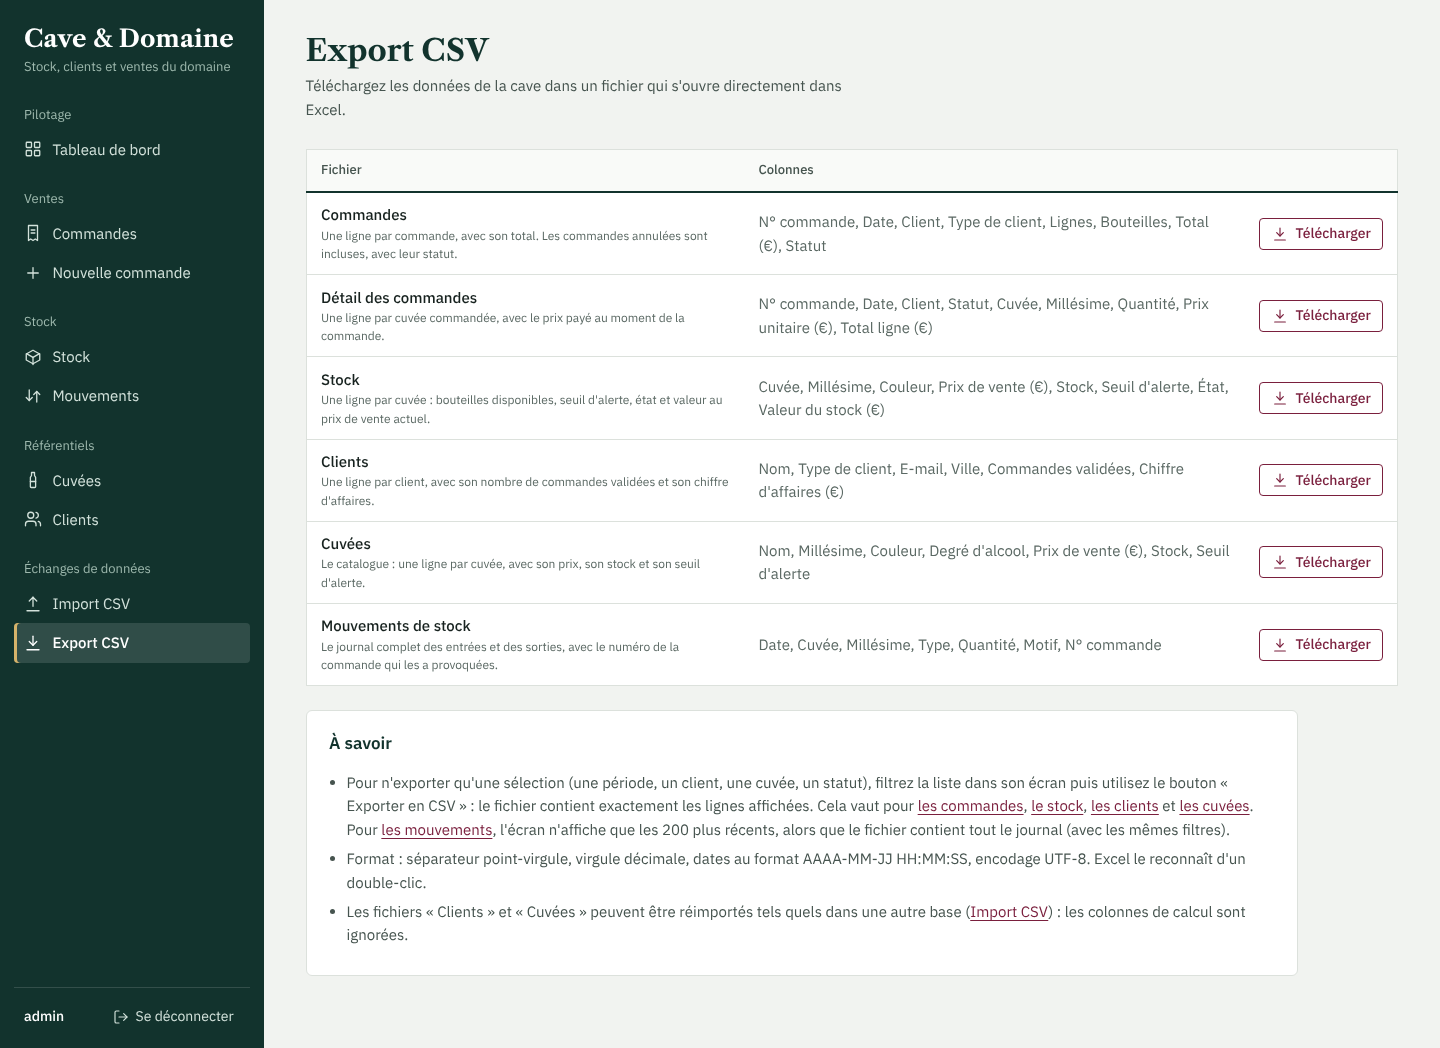 Cave & Domaine
Stock, clients et ventes du domaine
Pilotage
Tableau de bord
Ventes
Commandes
Nouvelle commande
Stock
Stock
Mouvements
Référentiels
Cuvées
Clients
Échanges de données
Import CSV
Export CSV
admin
Se déconnecter
Export CSV
Téléchargez les données de la cave dans un fichier qui s'ouvre directement dans
Excel.
Fichier
Colonnes
Commandes
Une ligne par commande, avec son total. Les commandes annulées sont
incluses, avec leur statut.
N° commande, Date, Client, Type de client, Lignes, Bouteilles, Total
(€), Statut
Télécharger
Détail des commandes
Une ligne par cuvée commandée, avec le prix payé au moment de la
commande.
N° commande, Date, Client, Statut, Cuvée, Millésime, Quantité, Prix
unitaire (€), Total ligne (€)
Télécharger
Stock
Une ligne par cuvée : bouteilles disponibles, seuil d'alerte, état et valeur au
prix de vente actuel.
Cuvée, Millésime, Couleur, Prix de vente (€), Stock, Seuil d'alerte, État,
Valeur du stock (€)
Télécharger
Clients
Une ligne par client, avec son nombre de commandes validées et son chiffre
d'affaires.
Nom, Type de client, E-mail, Ville, Commandes validées, Chiffre
d'affaires (€)
Télécharger
Cuvées
Le catalogue : une ligne par cuvée, avec son prix, son stock et son seuil
d'alerte.
Nom, Millésime, Couleur, Degré d'alcool, Prix de vente (€), Stock, Seuil
d'alerte
Télécharger
Mouvements de stock
Le journal complet des entrées et des sorties, avec le numéro de la
commande qui les a provoquées.
Date, Cuvée, Millésime, Type, Quantité, Motif, N° commande
Télécharger
À savoir
• Pour n'exporter qu'une sélection (une période, un client, une cuvée, un statut), filtrez la liste dans son écran puis utilisez le bouton «
Exporter en CSV » : le fichier contient exactement les lignes affichées. Cela vaut pour les commandes, le stock, les clients et les cuvées.
Pour les mouvements, l'écran n'affiche que les 200 plus récents, alors que le fichier contient tout le journal (avec les mêmes filtres).
• Format : séparateur point-virgule, virgule décimale, dates au format AAAA-MM-JJ HH:MM:SS, encodage UTF-8. Excel le reconnaît d'un
double-clic.
• Les fichiers « Clients » et « Cuvées » peuvent être réimportés tels quels dans une autre base (Import CSV) : les colonnes de calcul sont
ignorées.